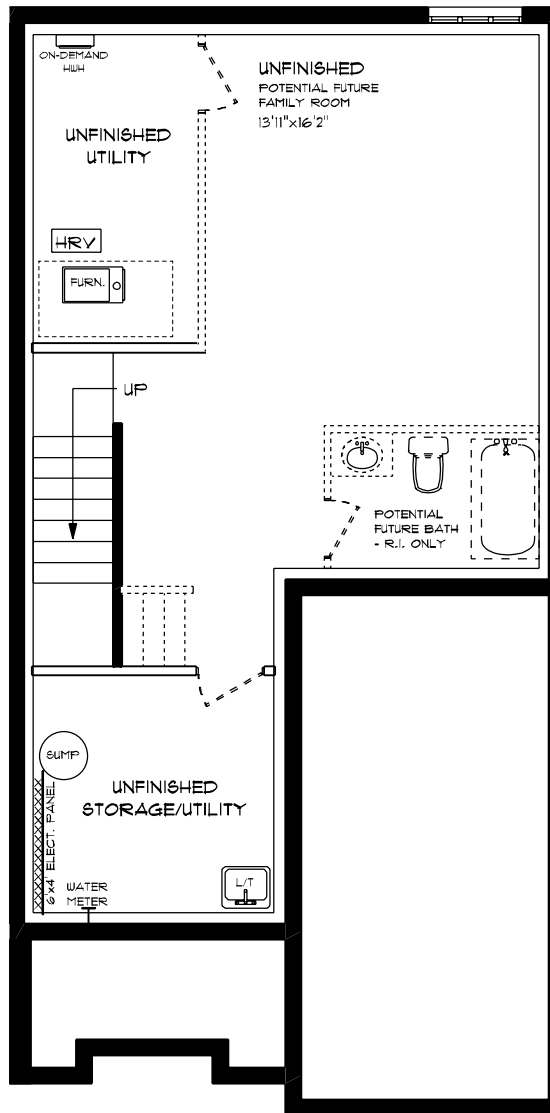 ON-DEMAND
HWH
UNFINISHED
POTENTIAL FUTURE
FAMILY ROOM
13'11"x16'2"
UNFINISHED
UTILITY
HRV
FURN.
UP
POTENTIAL
FUTURE BATH
- R.I. ONLY
SUMP
UNFINISHED
STORAGE/UTILITY
6'x4' ELECT. PANEL
L/T
WATER
METER